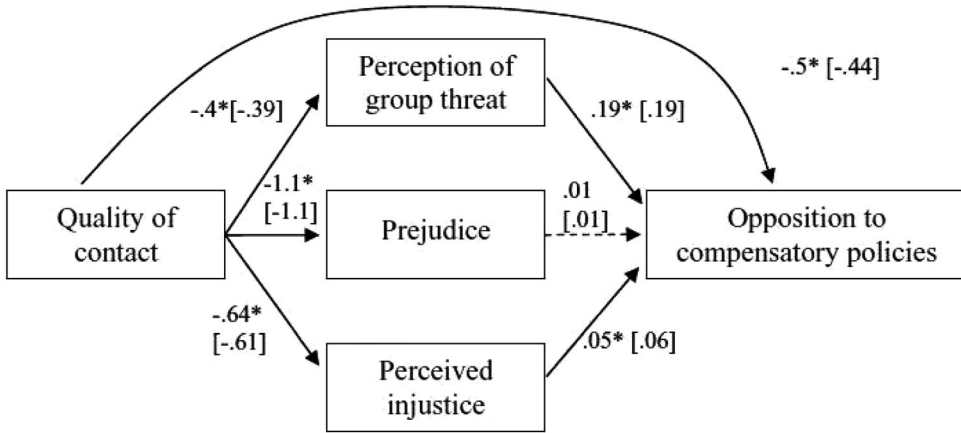 -.5* [-.44]
Perception of
group threat
-.4*[-.39]
.19* [.19]
-1.1*
[-1.1]
.01
[.01]
Quality of
contact
Prejudice
Opposition to
compensatory policies
-.64*
[-.61]
.05* [.06]
Perceived
injustice